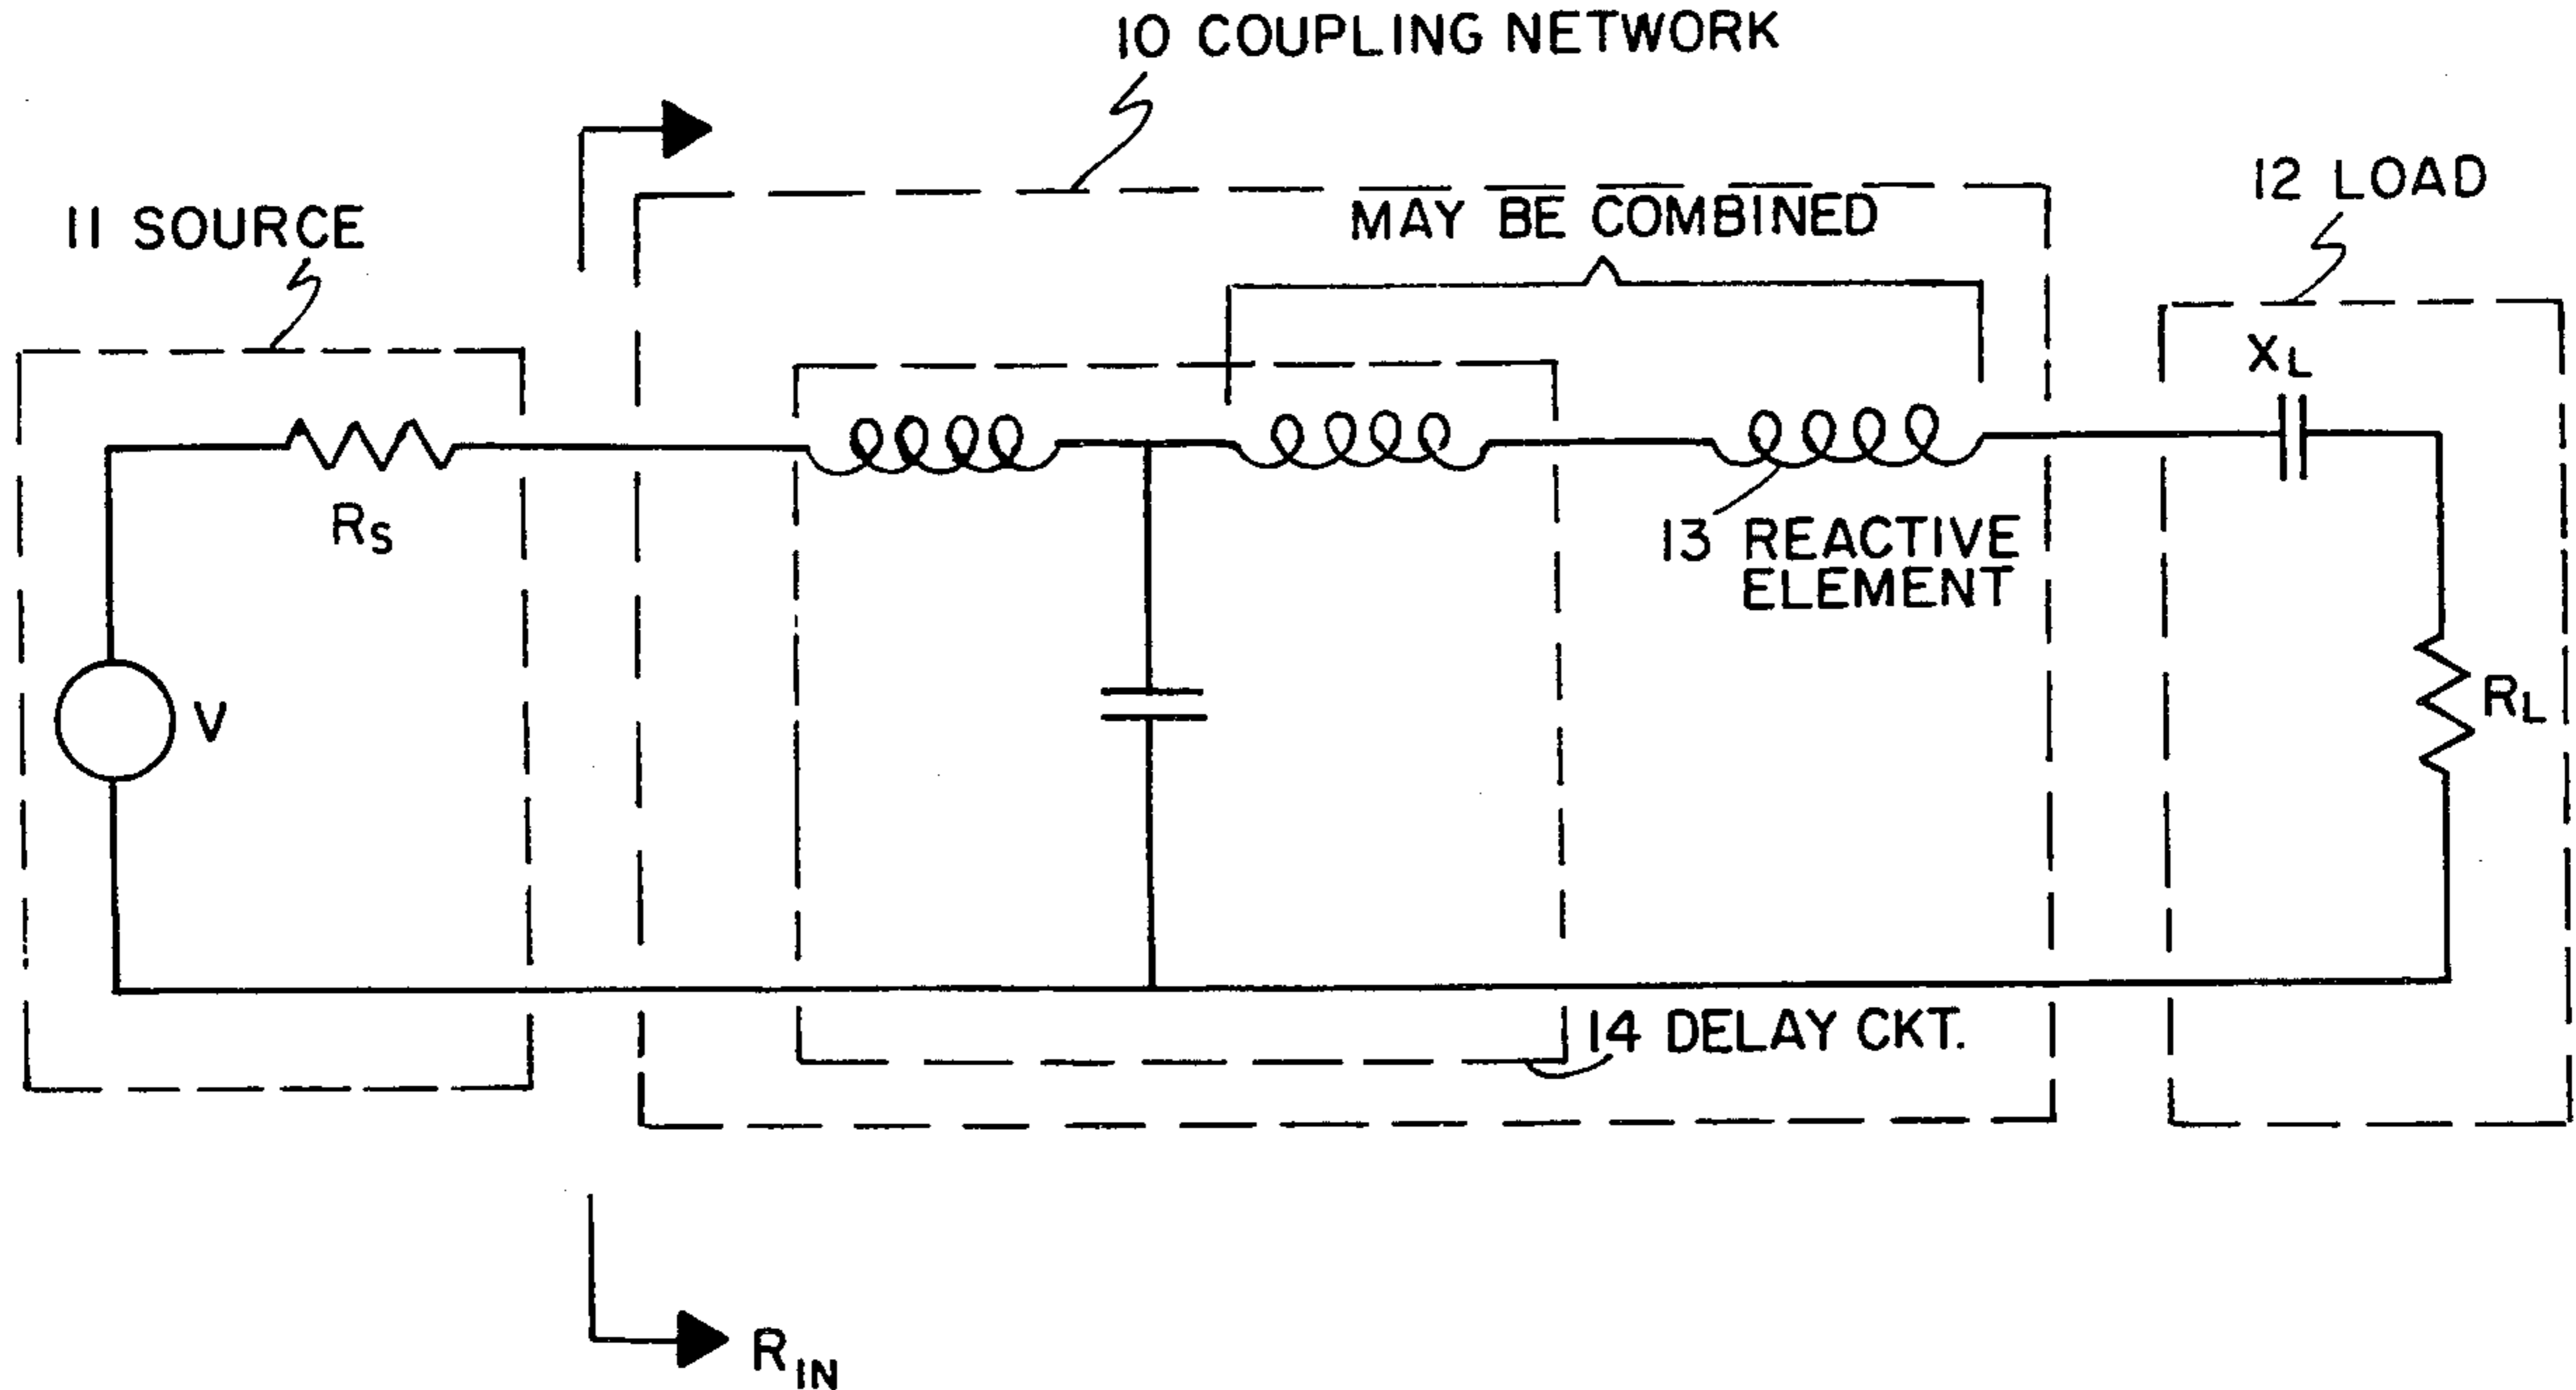 10 COUPLING NETWORK
12 LOAD
MAY BE COMBINED
11 SOURCE
XL
RS
13 REACTIVE
ELEMENT
V
RL
14 DELAY CKT.
RIN